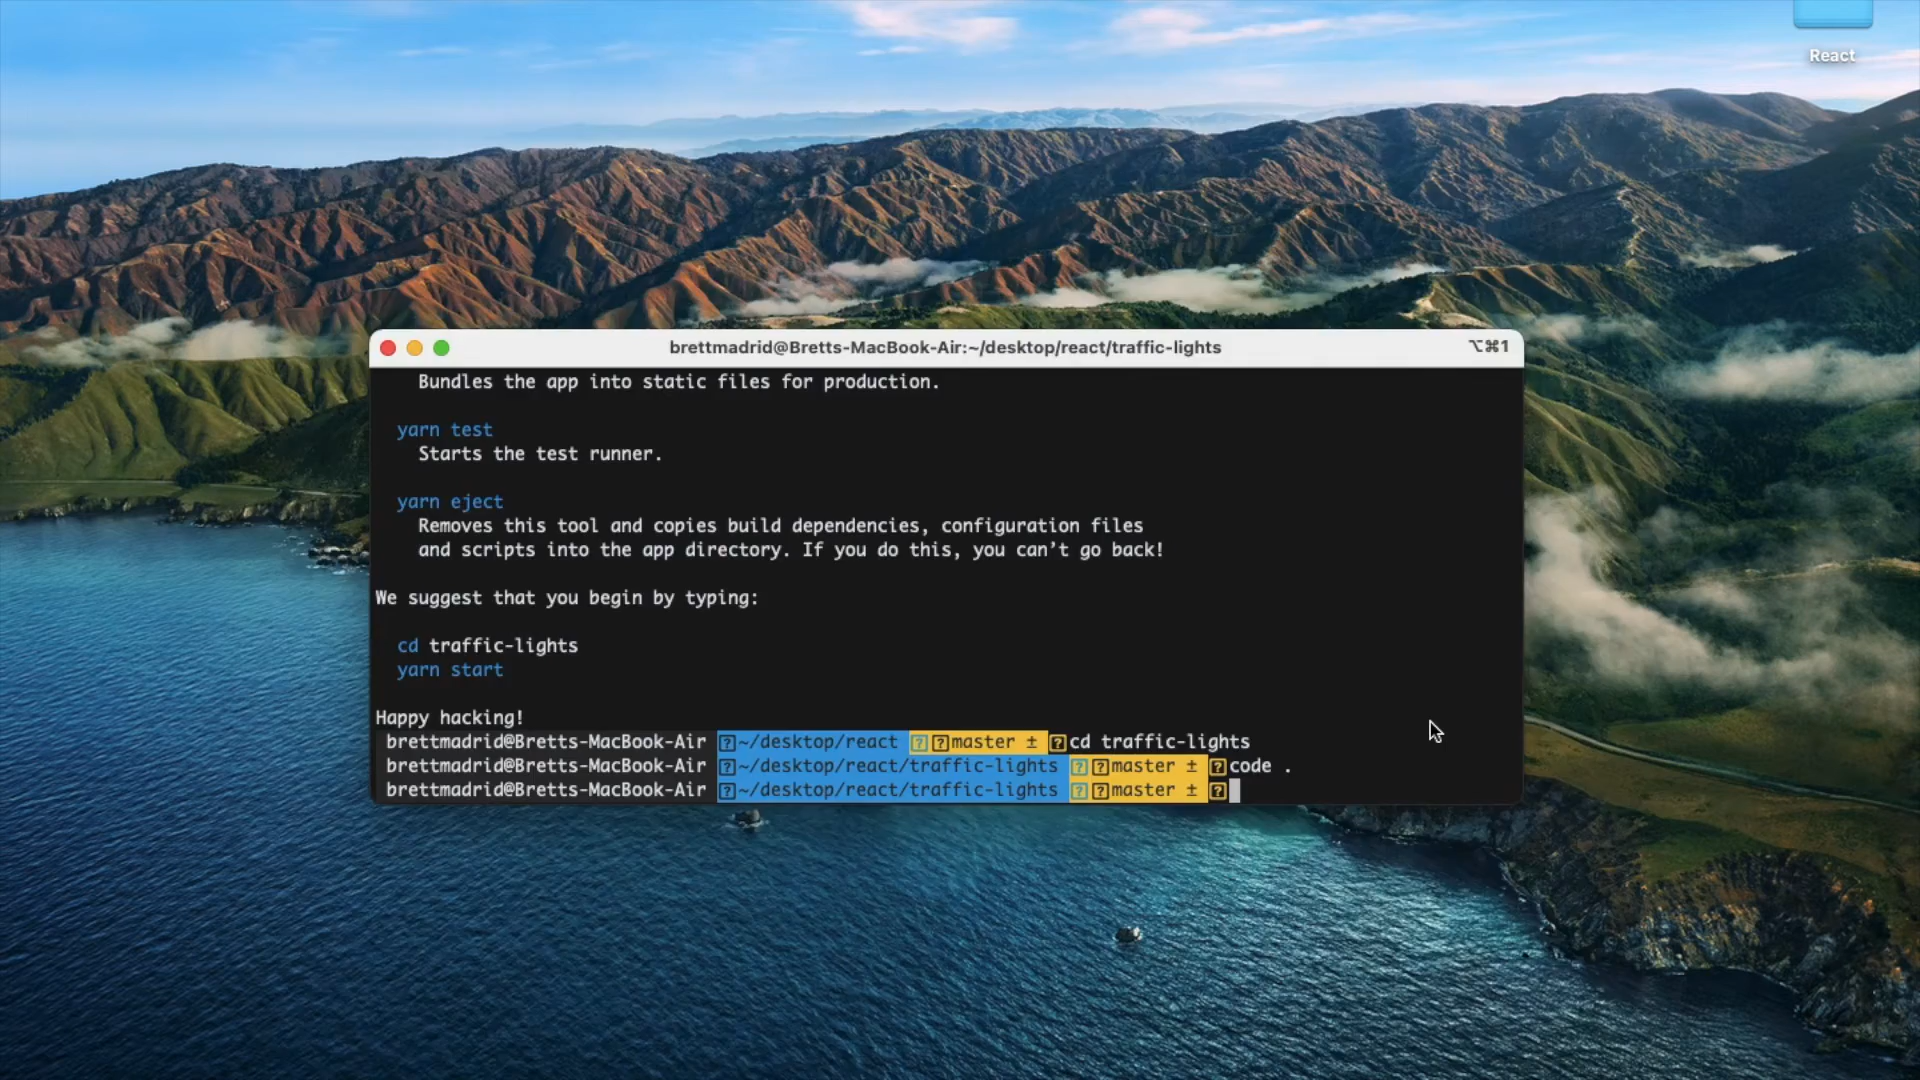 React
brettmadrid@Bretts-MacBook-Air:~/desktop/react/traffic-lights
⌥⌘1
Bundles the app into static files for production.
yarn test
Starts the test runner.
yarn eject
Removes this tool and copies build dependencies, configuration files
and scripts into the app directory. If you do this, you can’t go back!
We suggest that you begin by typing:
cd traffic-lights
yarn start
Happy hacking!
brettmadrid@Bretts-MacBook-Air ?~/desktop/react ??master ± ?cd traffic-lights
brettmadrid@Bretts-MacBook-Air ?~/desktop/react/traffic-lights ??master ± ?code .
brettmadrid@Bretts-MacBook-Air ?~/desktop/react/traffic-lights ??master ± ?